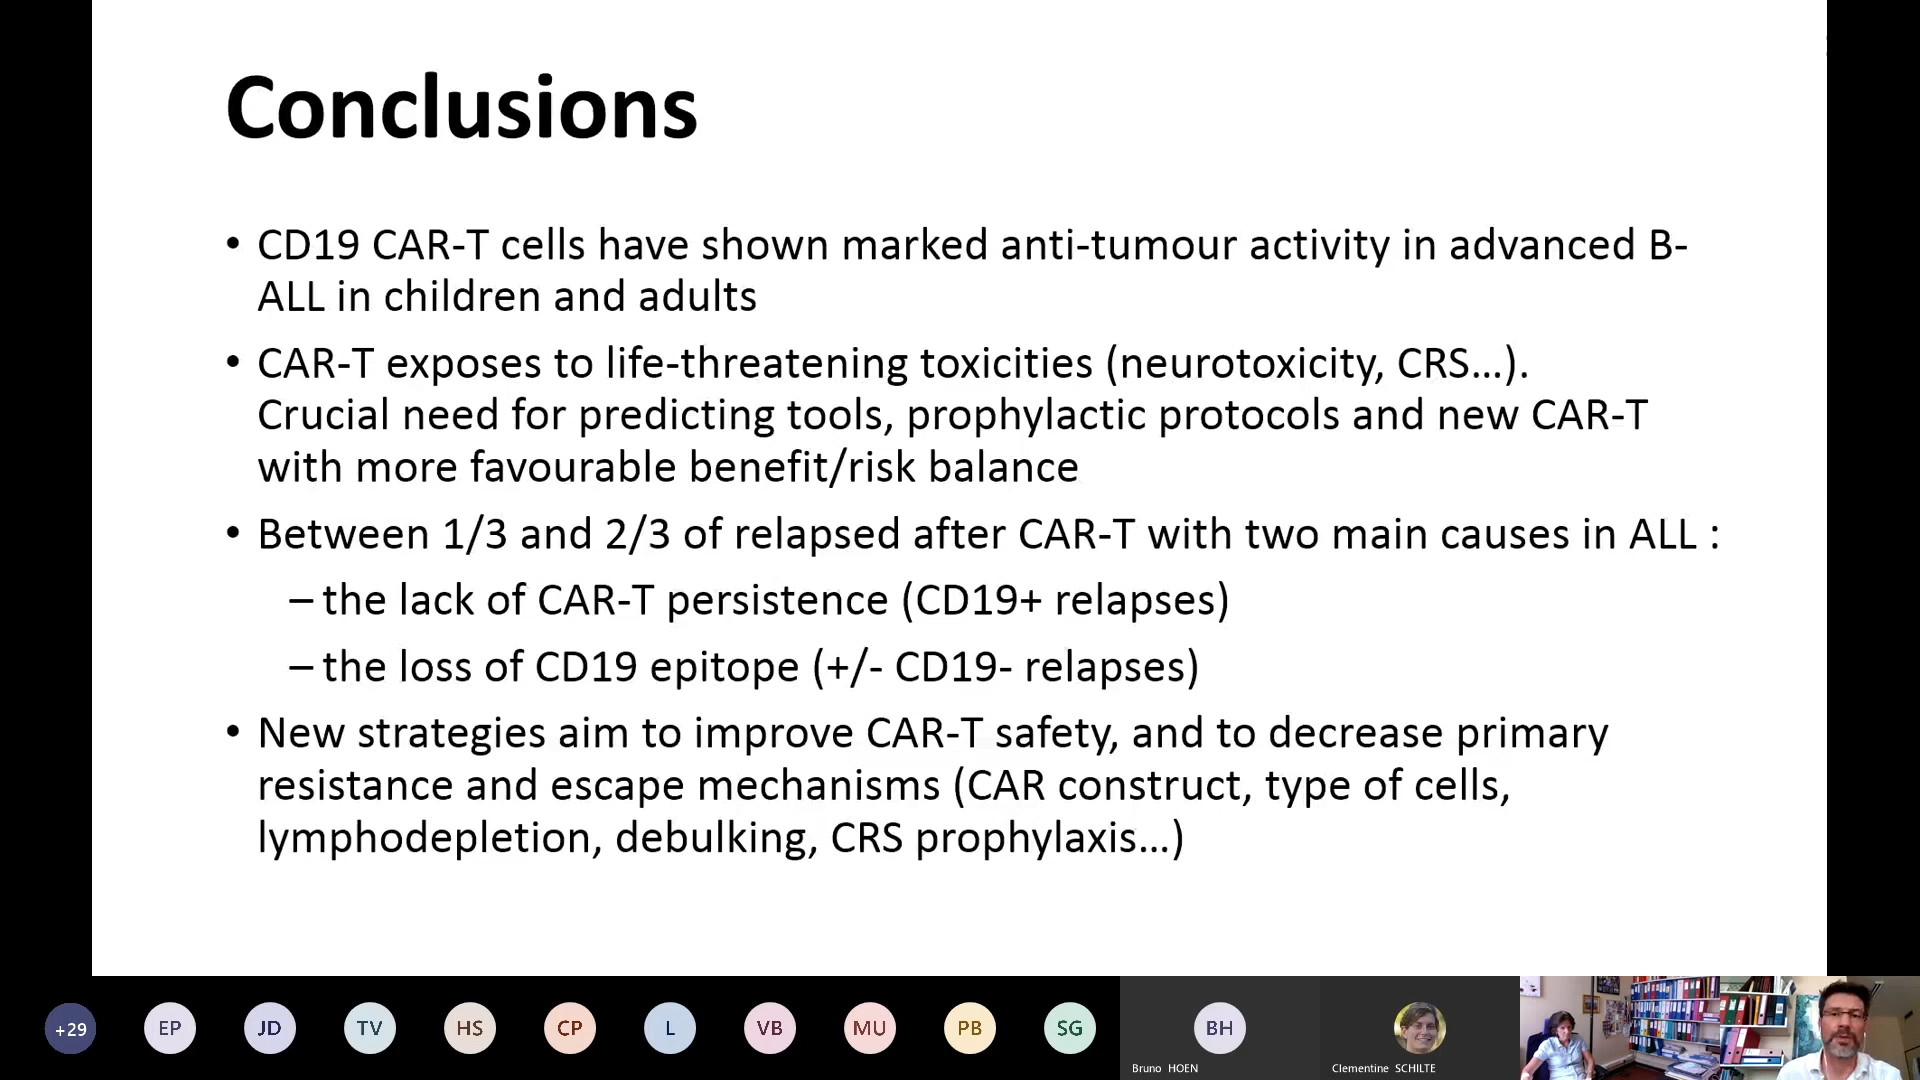 Conclusions
• CD19 CAR-T cells have shown marked anti-tumour activity in advanced B-
ALL in children and adults
• CAR-T exposes to life-threatening toxicities (neurotoxicity, CRS…).
Crucial need for predicting tools, prophylactic protocols and new CAR-T
with more favourable benefit/risk balance
• Between 1/3 and 2/3 of relapsed after CAR-T with two main causes in ALL :
– the lack of CAR-T persistence (CD19+ relapses)
– the loss of CD19 epitope (+/- CD19- relapses)
• New strategies aim to improve CAR-T safety, and to decrease primary
resistance and escape mechanisms (CAR construct, type of cells,
lymphodepletion, debulking, CRS prophylaxis…)
+29 EP JD TV HS CP L VB MU PB SG BH
Bruno HOEN Clementine SCHILTE